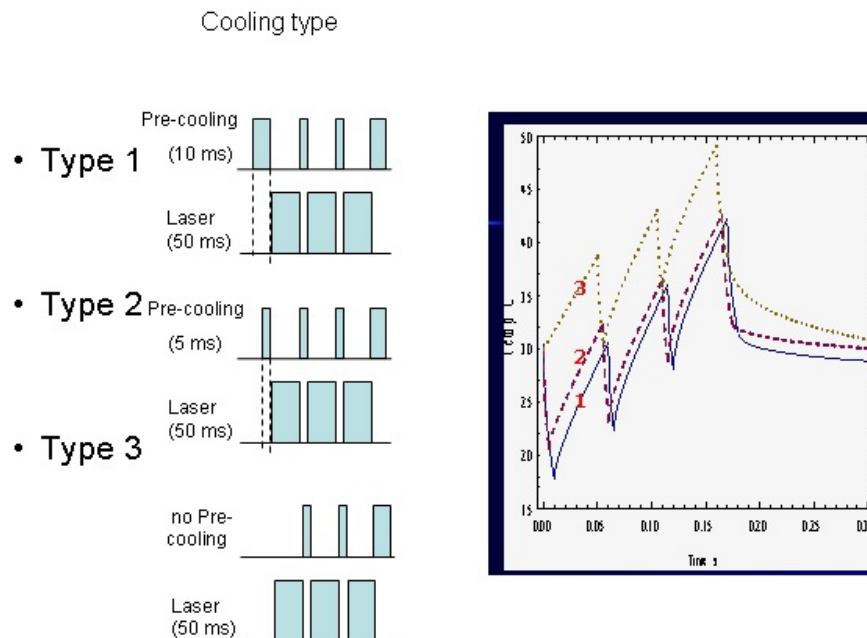 Cooling type
• Type 1
Pre-cooling
(10 ms)
Laser
(50 ms)
• Type 2
Pre-cooling
(5 ms)
Laser
(50 ms)
• Type 3
no Pre-
cooling
Laser
(50 ms)
50
45
40
35
30
25
20
15
3
2
1
0.00
0.05
0.10
0.15
0.20
0.25
Time s